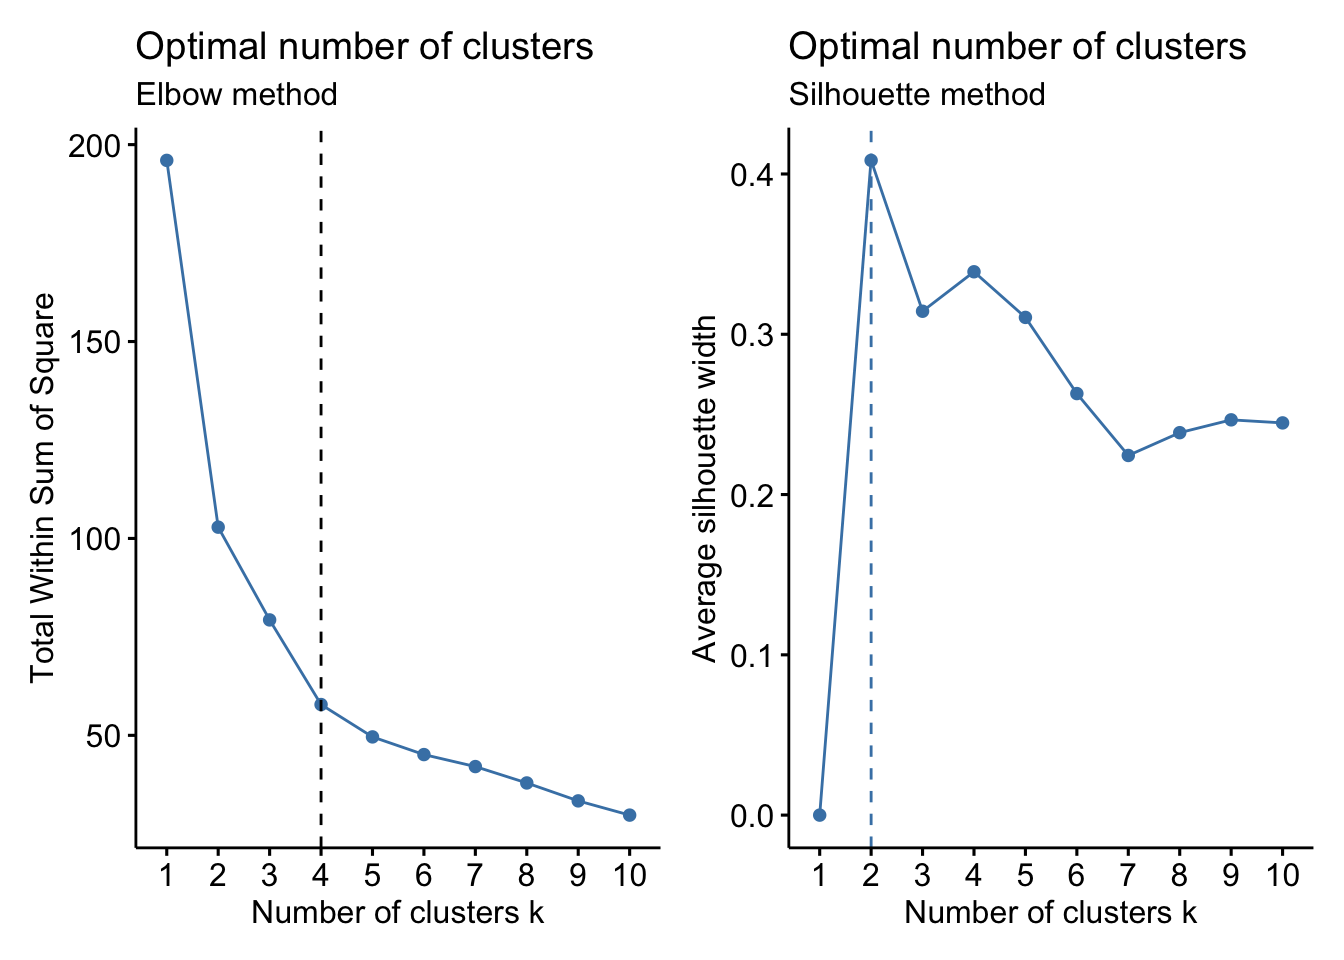 Optimal number of clusters
Elbow method
Total Within Sum of Square
200
150
100
50
1 2 3 4 5 6 7 8 9 10
Number of clusters k
Optimal number of clusters
Silhouette method
Average silhouette width
0.4
0.3
0.2
0.1
0.0
1 2 3 4 5 6 7 8 9 10
Number of clusters k